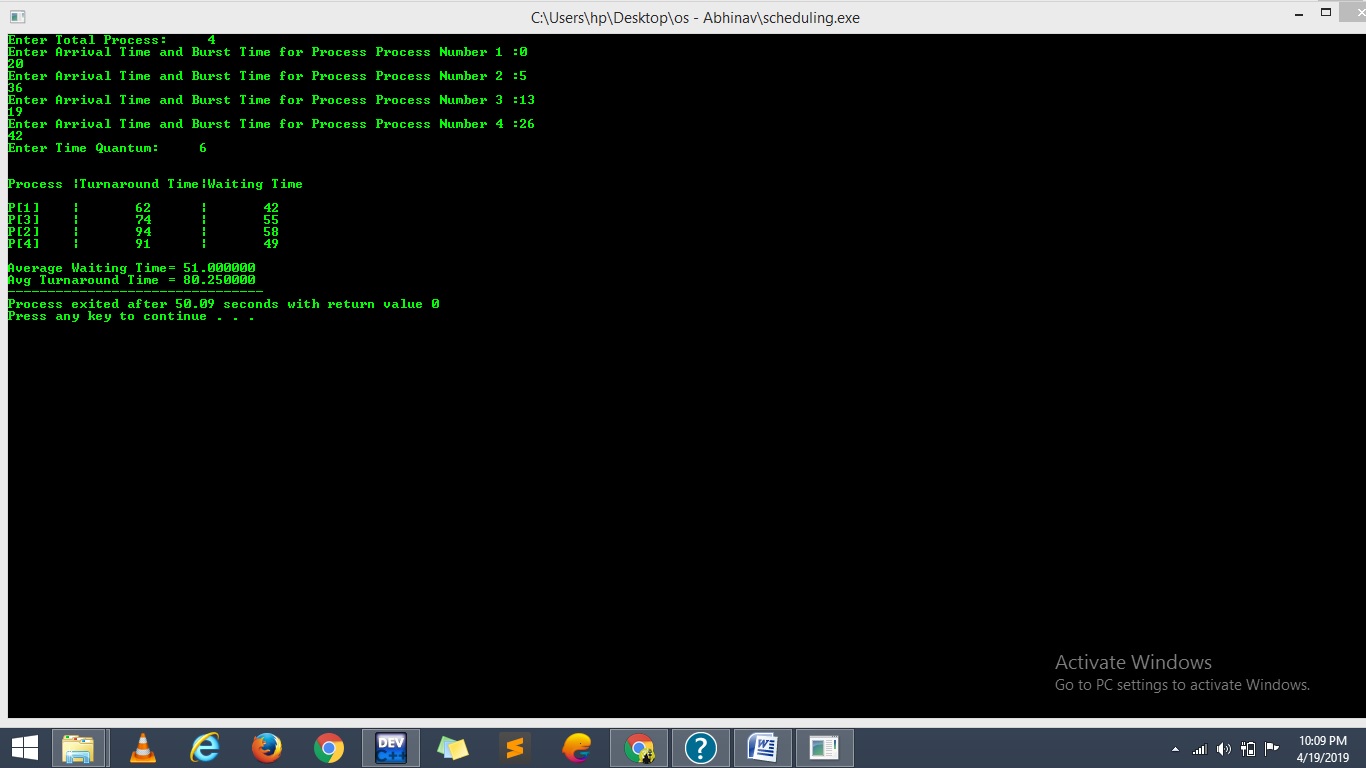 C:\Users\hp\Desktop\os - Abhinav\scheduling.exe
Enter Total Process: 4
Enter Arrival Time and Burst Time for Process Process Number 1 :0
20
Enter Arrival Time and Burst Time for Process Process Number 2 :5
36
Enter Arrival Time and Burst Time for Process Process Number 3 :13
19
Enter Arrival Time and Burst Time for Process Process Number 4 :26
42
Enter Time Quantum: 6
Process |Turnaround Time|Waiting Time
P[1] | 62 | 42
P[3] | 74 | 55
P[2] | 94 | 58
P[4] | 91 | 49
Average Waiting Time= 51.000000
Avg Turnaround Time = 80.250000
--------------------------------
Process exited after 50.09 seconds with return value 0
Press any key to continue . . .
Activate Windows
Go to PC settings to activate Windows.
DEV
C++
?
W
10:09 PM
4/19/2019